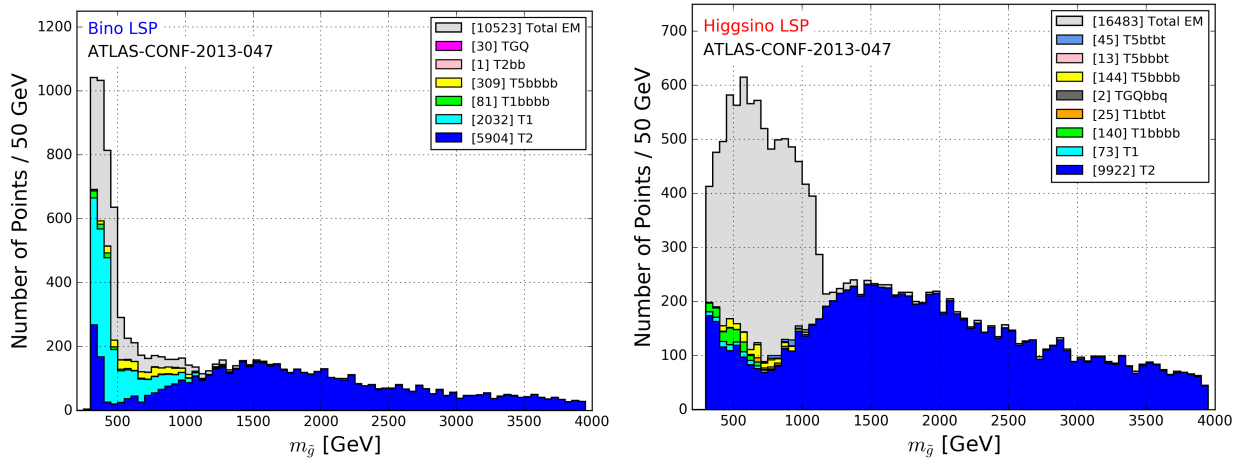 Bino LSP
ATLAS-CONF-2013-047
[10523] Total EM
[30] TGQ
[1] T2bb
[309] T5bbbb
[81] T1bbbb
[2032] T1
[5904] T2
Number of Points / 50 GeV
1200
1000
800
600
400
200
0
0 500 1000 1500 2000 2500 3000 3500 4000
m_g̃ [GeV]
Higgsino LSP
ATLAS-CONF-2013-047
[16483] Total EM
[45] T5btbt
[13] T5bbbt
[144] T5bbbb
[2] TGQbbq
[25] T1btbt
[140] T1bbbb
[73] T1
[9922] T2
Number of Points / 50 GeV
700
600
500
400
300
200
100
0
500 1000 1500 2000 2500 3000 3500 4000
m_g̃ [GeV]